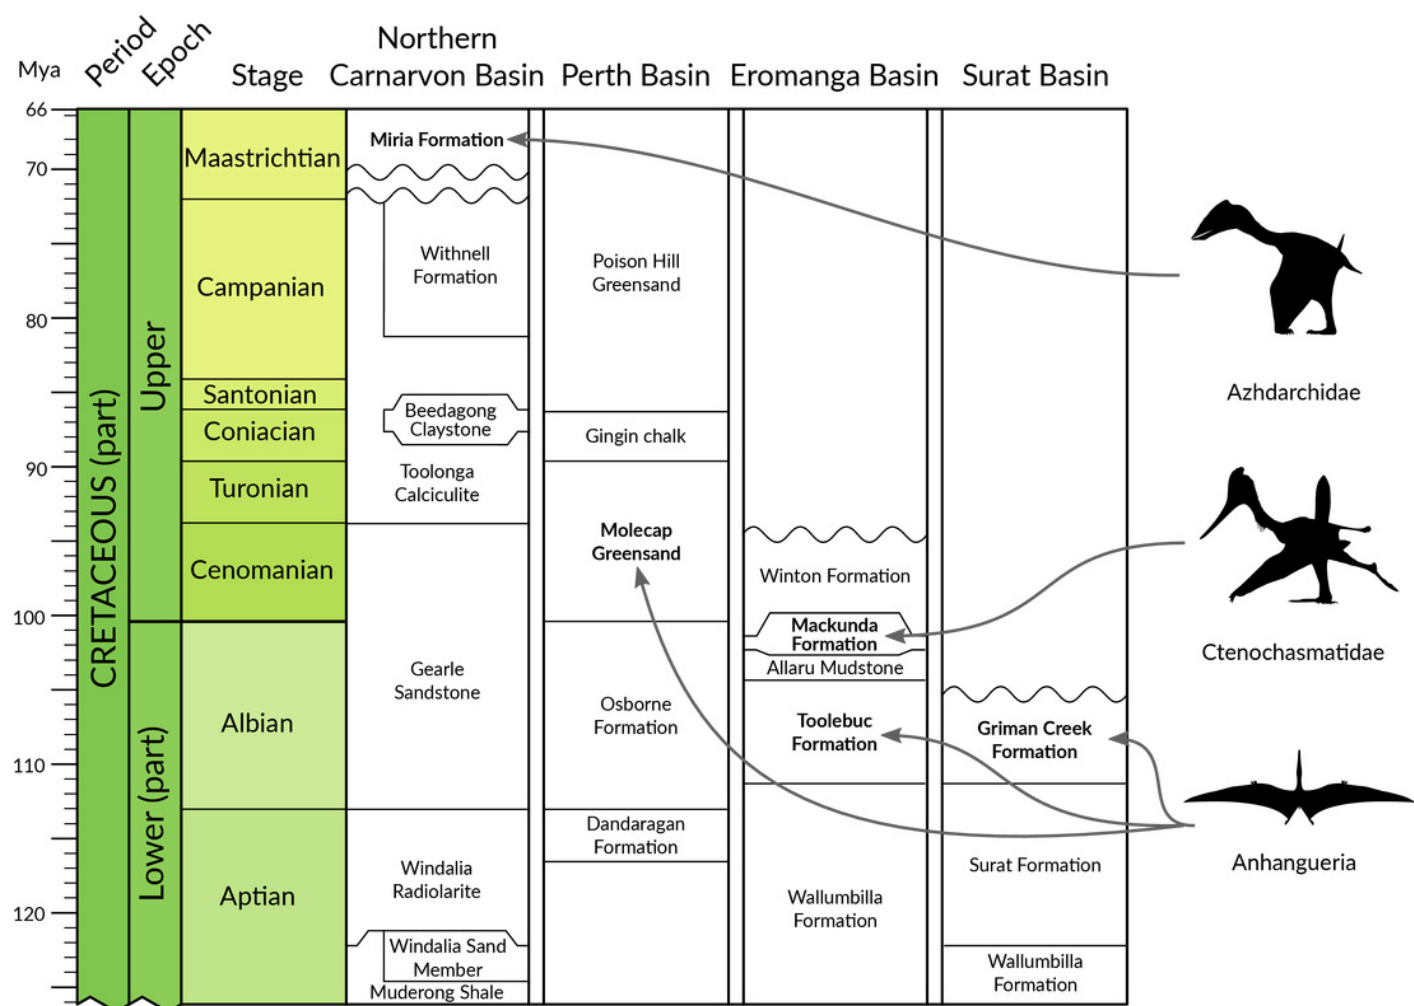 Mya
Period
Epoch
Stage
Northern
Carnarvon Basin
Perth Basin
Eromanga Basin
Surat Basin
66
70
80
90
100
110
120
CRETACEOUS (part)
Upper
Lower (part)
Maastrichtian
Campanian
Santonian
Coniacian
Turonian
Cenomanian
Albian
Aptian
Miria Formation
Withnell
Formation
Beedagong
Claystone
Toolonga
Calciculite
Gearle
Sandstone
Windalia
Radiolarite
Windalia Sand
Member
Muderong Shale
Poison Hill
Greensand
Gingin chalk
Molecap
Greensand
Osborne
Formation
Dandaragan
Formation
Winton Formation
Mackunda
Formation
Allaru Mudstone
Toolebuc
Formation
Wallumbilla
Formation
Griman Creek
Formation
Surat Formation
Wallumbilla
Formation
Azhdarchidae
Ctenochasmatidae
Anhangueria